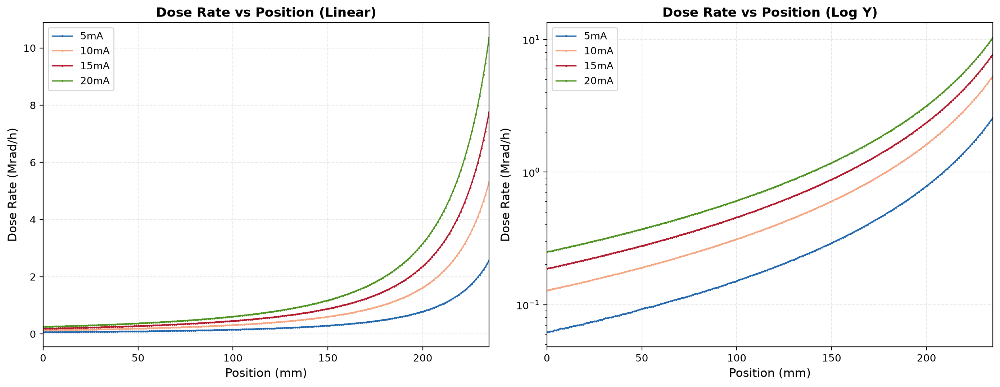 Dose Rate vs Position (Linear)
5mA
10mA
15mA
20mA
Dose Rate (Mrad/h)
10
8
6
4
2
0
0 50 100 150 200
Position (mm)
Dose Rate vs Position (Log Y)
5mA
10mA
15mA
20mA
Dose Rate (Mrad/h)
10¹
10⁰
10⁻¹
0 50 100 150 200
Position (mm)